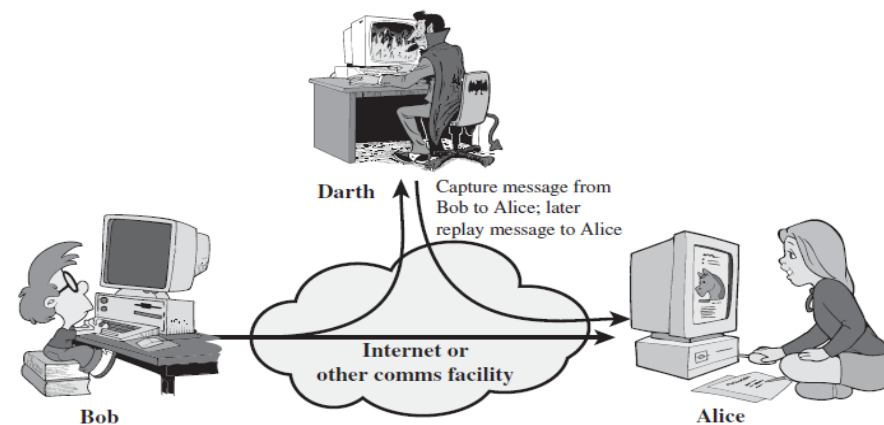 Darth
Capture message from
Bob to Alice; later
replay message to Alice
Internet or
other comms facility
Bob
Alice